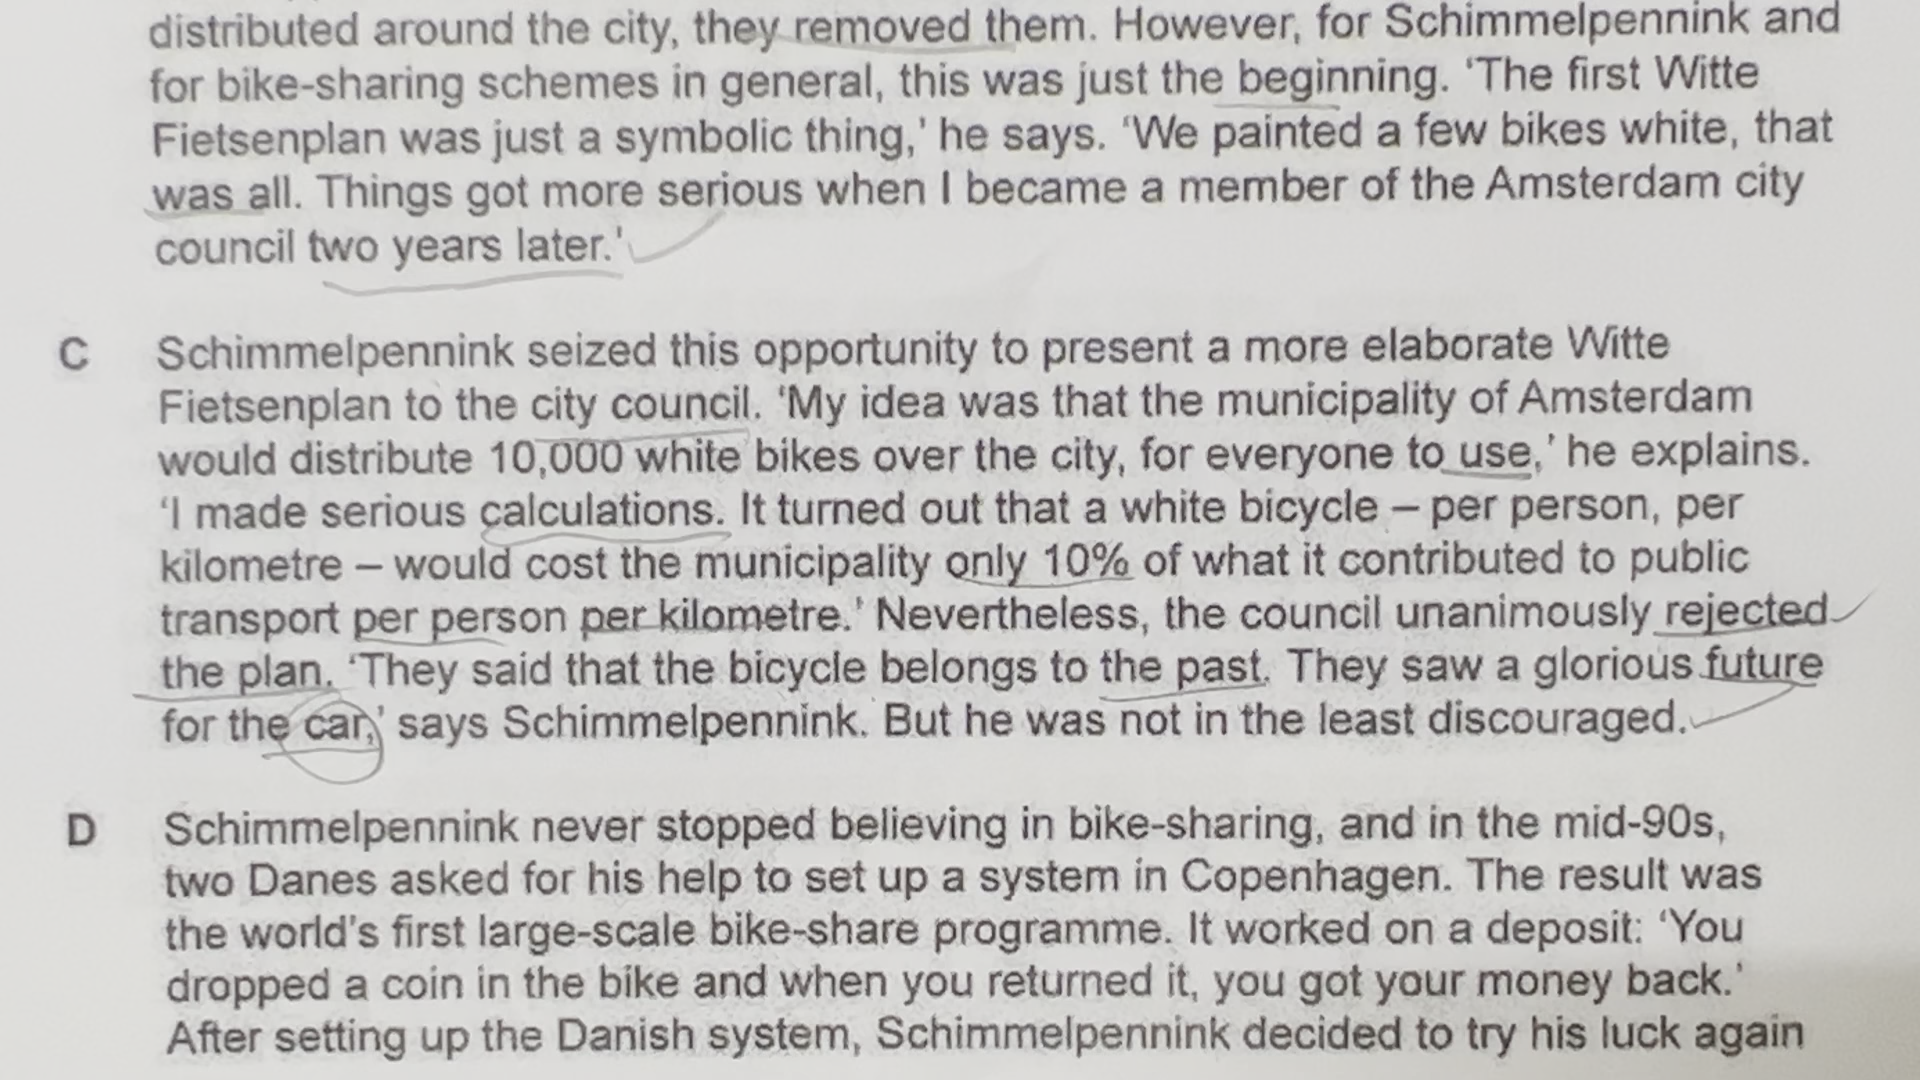 distributed around the city, they removed them. However, for Schimmelpennink and
for bike-sharing schemes in general, this was just the beginning. ‘The first Witte
Fietsenplan was just a symbolic thing,’ he says. ‘We painted a few bikes white, that
was all. Things got more serious when I became a member of the Amsterdam city
council two years later.’
C Schimmelpennink seized this opportunity to present a more elaborate Witte
Fietsenplan to the city council. ‘My idea was that the municipality of Amsterdam
would distribute 10,000 white bikes over the city, for everyone to use,’ he explains.
‘I made serious calculations. It turned out that a white bicycle – per person, per
kilometre – would cost the municipality only 10% of what it contributed to public
transport per person per kilometre.’ Nevertheless, the council unanimously rejected
the plan. ‘They said that the bicycle belongs to the past. They saw a glorious future
for the car,’ says Schimmelpennink. But he was not in the least discouraged.
D Schimmelpennink never stopped believing in bike-sharing, and in the mid-90s,
two Danes asked for his help to set up a system in Copenhagen. The result was
the world's first large-scale bike-share programme. It worked on a deposit: ‘You
dropped a coin in the bike and when you returned it, you got your money back.’
After setting up the Danish system, Schimmelpennink decided to try his luck again